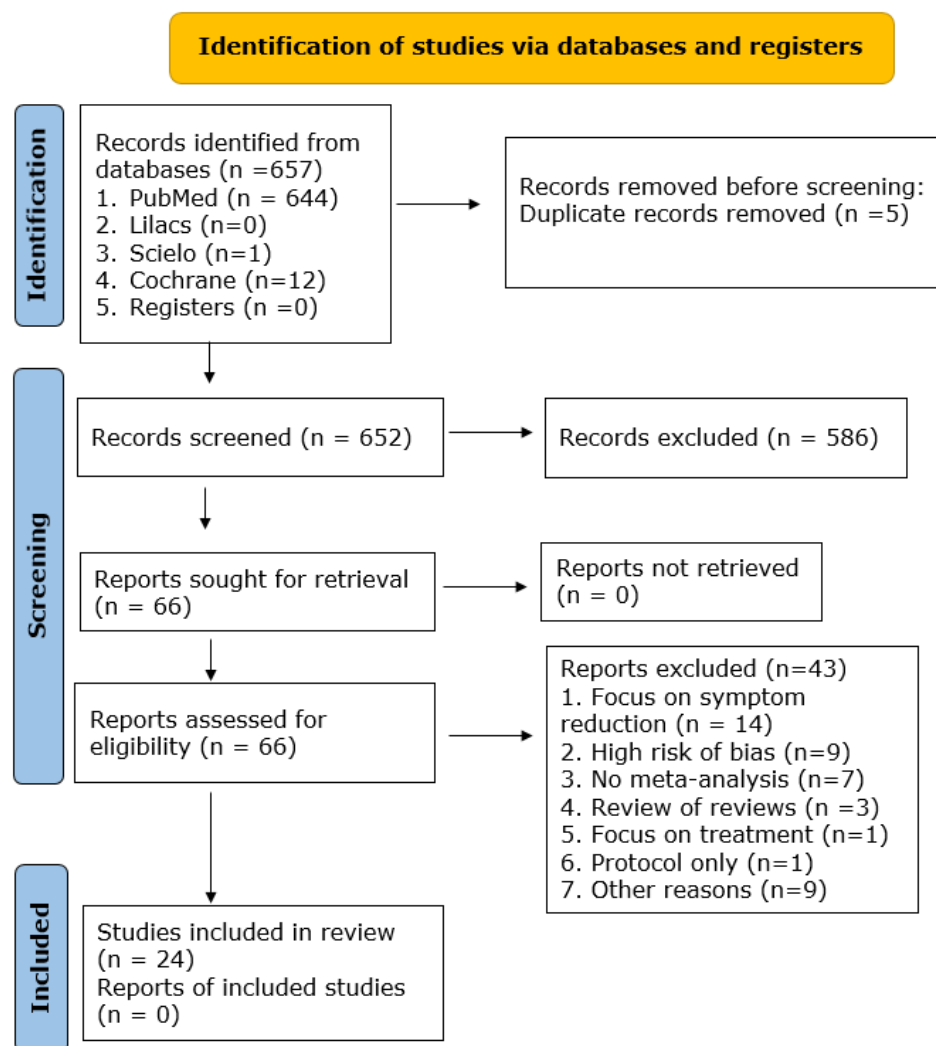 Identification of studies via databases and registers
Identification
Records identified from
databases (n =657)
1. PubMed (n = 644)
2. Lilacs (n=0)
3. Scielo (n=1)
4. Cochrane (n=12)
5. Registers (n =0)
Records removed before screening:
Duplicate records removed (n =5)
Screening
Records screened (n = 652)
Records excluded (n = 586)
Reports sought for retrieval
(n = 66)
Reports not retrieved
(n = 0)
Reports assessed for
eligibility (n = 66)
Reports excluded (n=43)
1. Focus on symptom
reduction (n = 14)
2. High risk of bias (n=9)
3. No meta-analysis (n=7)
4. Review of reviews (n =3)
5. Focus on treatment (n=1)
6. Protocol only (n=1)
7. Other reasons (n=9)
Included
Studies included in review
(n = 24)
Reports of included studies
(n = 0)